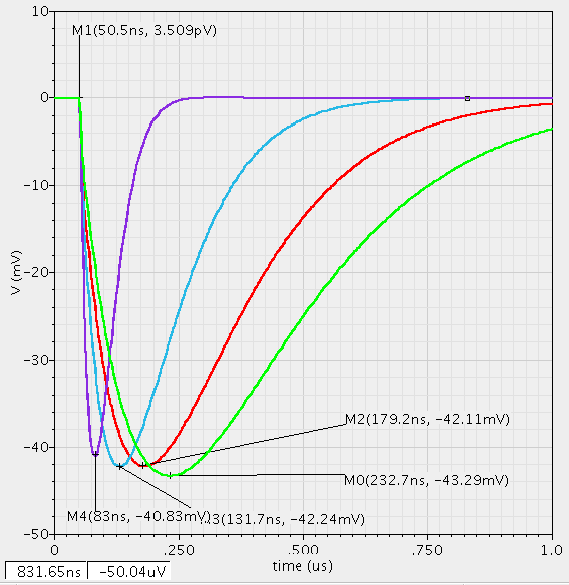 10
M1(50.5ns, 3.509pV)
0
-10
V (mV)
-20
-30
M2(179.2ns, -42.11mV)
-40
M0(232.7ns, -43.29mV)
M4(83ns, -40.83mV)
3(131.7ns, -42.24mV)
-50
0 .250 .500 .750 1.0
time (us)
831.65ns -50.04uV